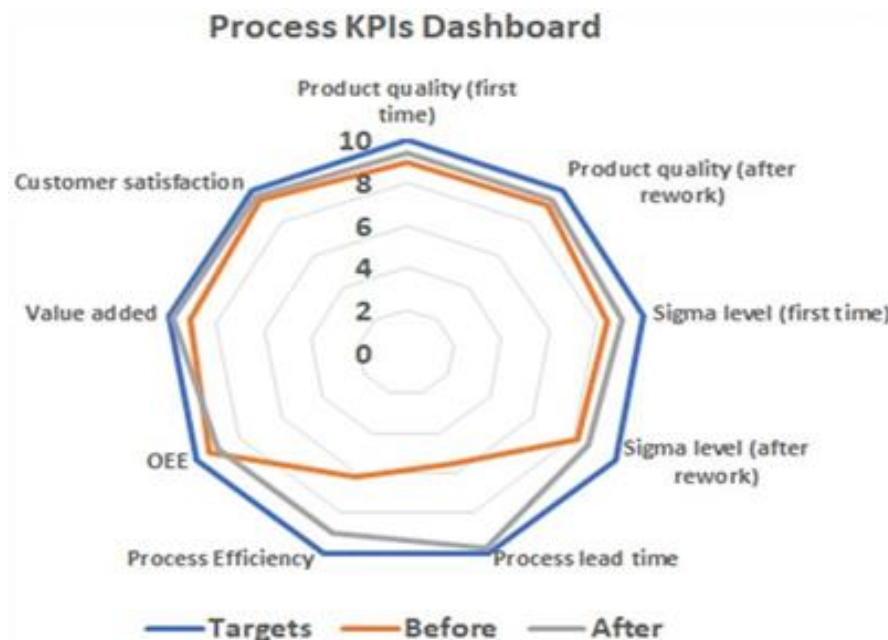 Process KPIs Dashboard
Product quality (first
time)
10
8
6
4
2
0
Product quality (after
rework)
Customer satisfaction
Value added
Sigma level (first time)
OEE
Sigma level (after
rework)
Process Efficiency
Process lead time
Targets
Before
After